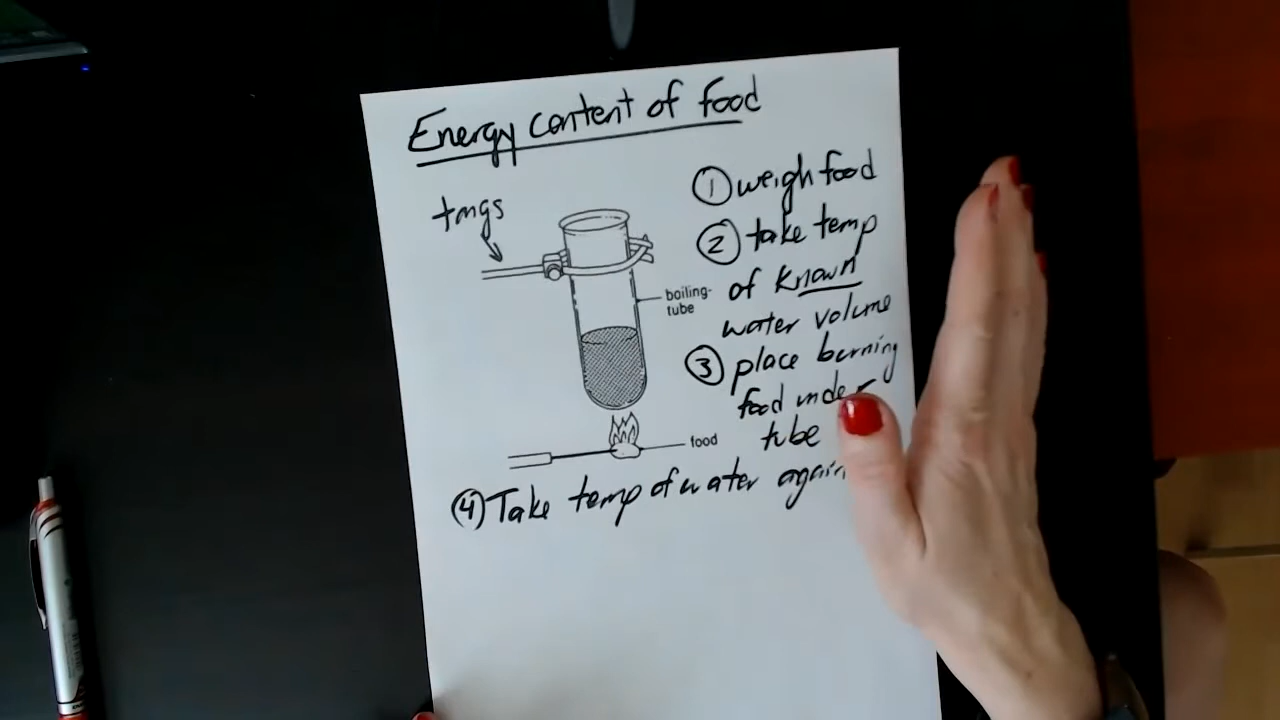 Energy content of food
tongs
① weigh food
② take temp
of known
water volume
③ place burning
food under
tube
boiling-
tube
food
④ Take temp of water again